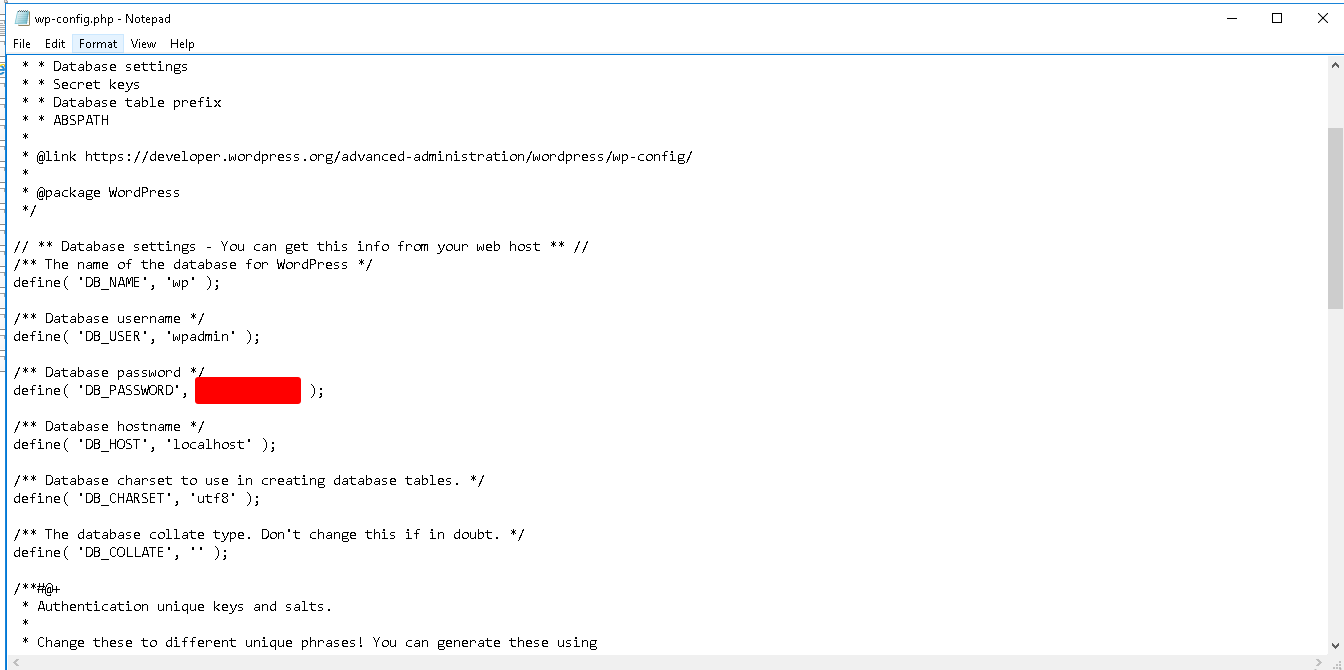 wp-config.php - Notepad
File Edit Format View Help
 * * Database settings
 * * Secret keys
 * * Database table prefix
 * * ABSPATH
 *
 * @link https://developer.wordpress.org/advanced-administration/wordpress/wp-config/
 *
 * @package WordPress
 */
// ** Database settings - You can get this info from your web host ** //
/** The name of the database for WordPress */
define( 'DB_NAME', 'wp' );
/** Database username */
define( 'DB_USER', 'wpadmin' );
/** Database password */
define( 'DB_PASSWORD', );
/** Database hostname */
define( 'DB_HOST', 'localhost' );
/** Database charset to use in creating database tables. */
define( 'DB_CHARSET', 'utf8' );
/** The database collate type. Don't change this if in doubt. */
define( 'DB_COLLATE', '' );
/**#@+
 * Authentication unique keys and salts.
 *
 * Change these to different unique phrases! You can generate these using